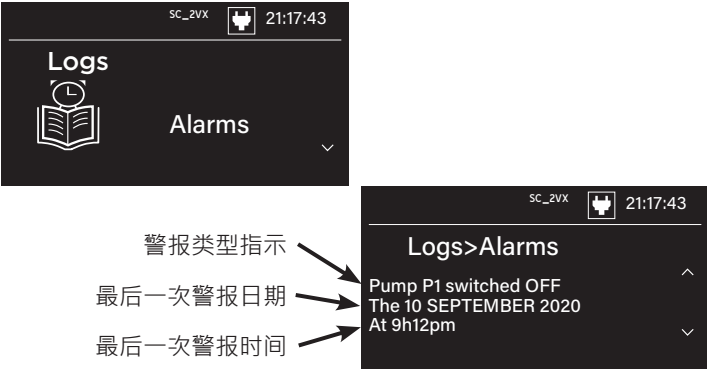 SC_2VX 21:17:43
Logs
Alarms
SC_2VX 21:17:43
Logs>Alarms
警报类型指示
Pump P1 switched OFF
最后一次警报日期
The 10 SEPTEMBER 2020
最后一次警报时间
At 9h12pm